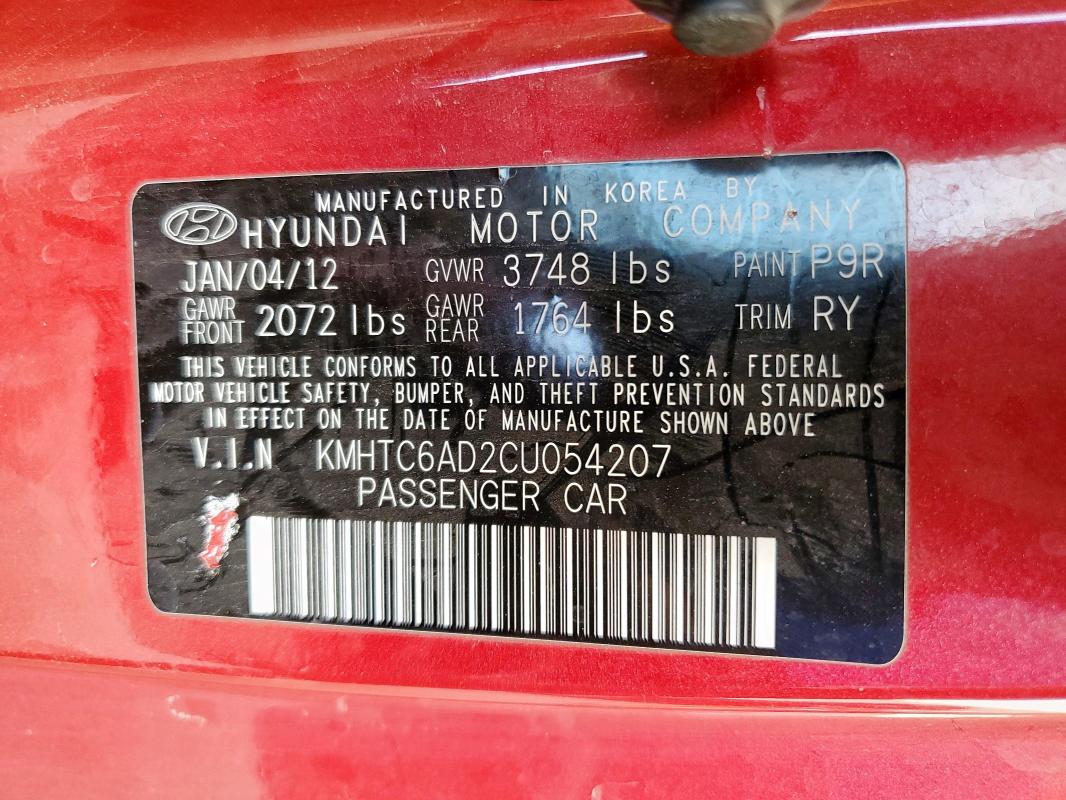 MANUFACTURED IN KOREA BY
HYUNDAI MOTOR COMPANY
JAN/04/12 GVWR 3748 lbs PAINT P9R
GAWR FRONT 2072 lbs GAWR REAR 1764 lbs TRIM RY
THIS VEHICLE CONFORMS TO ALL APPLICABLE U.S.A. FEDERAL
MOTOR VEHICLE SAFETY, BUMPER, AND THEFT PREVENTION STANDARDS
IN EFFECT ON THE DATE OF MANUFACTURE SHOWN ABOVE
V.I.N KMHTC6AD2CU054207
PASSENGER CAR